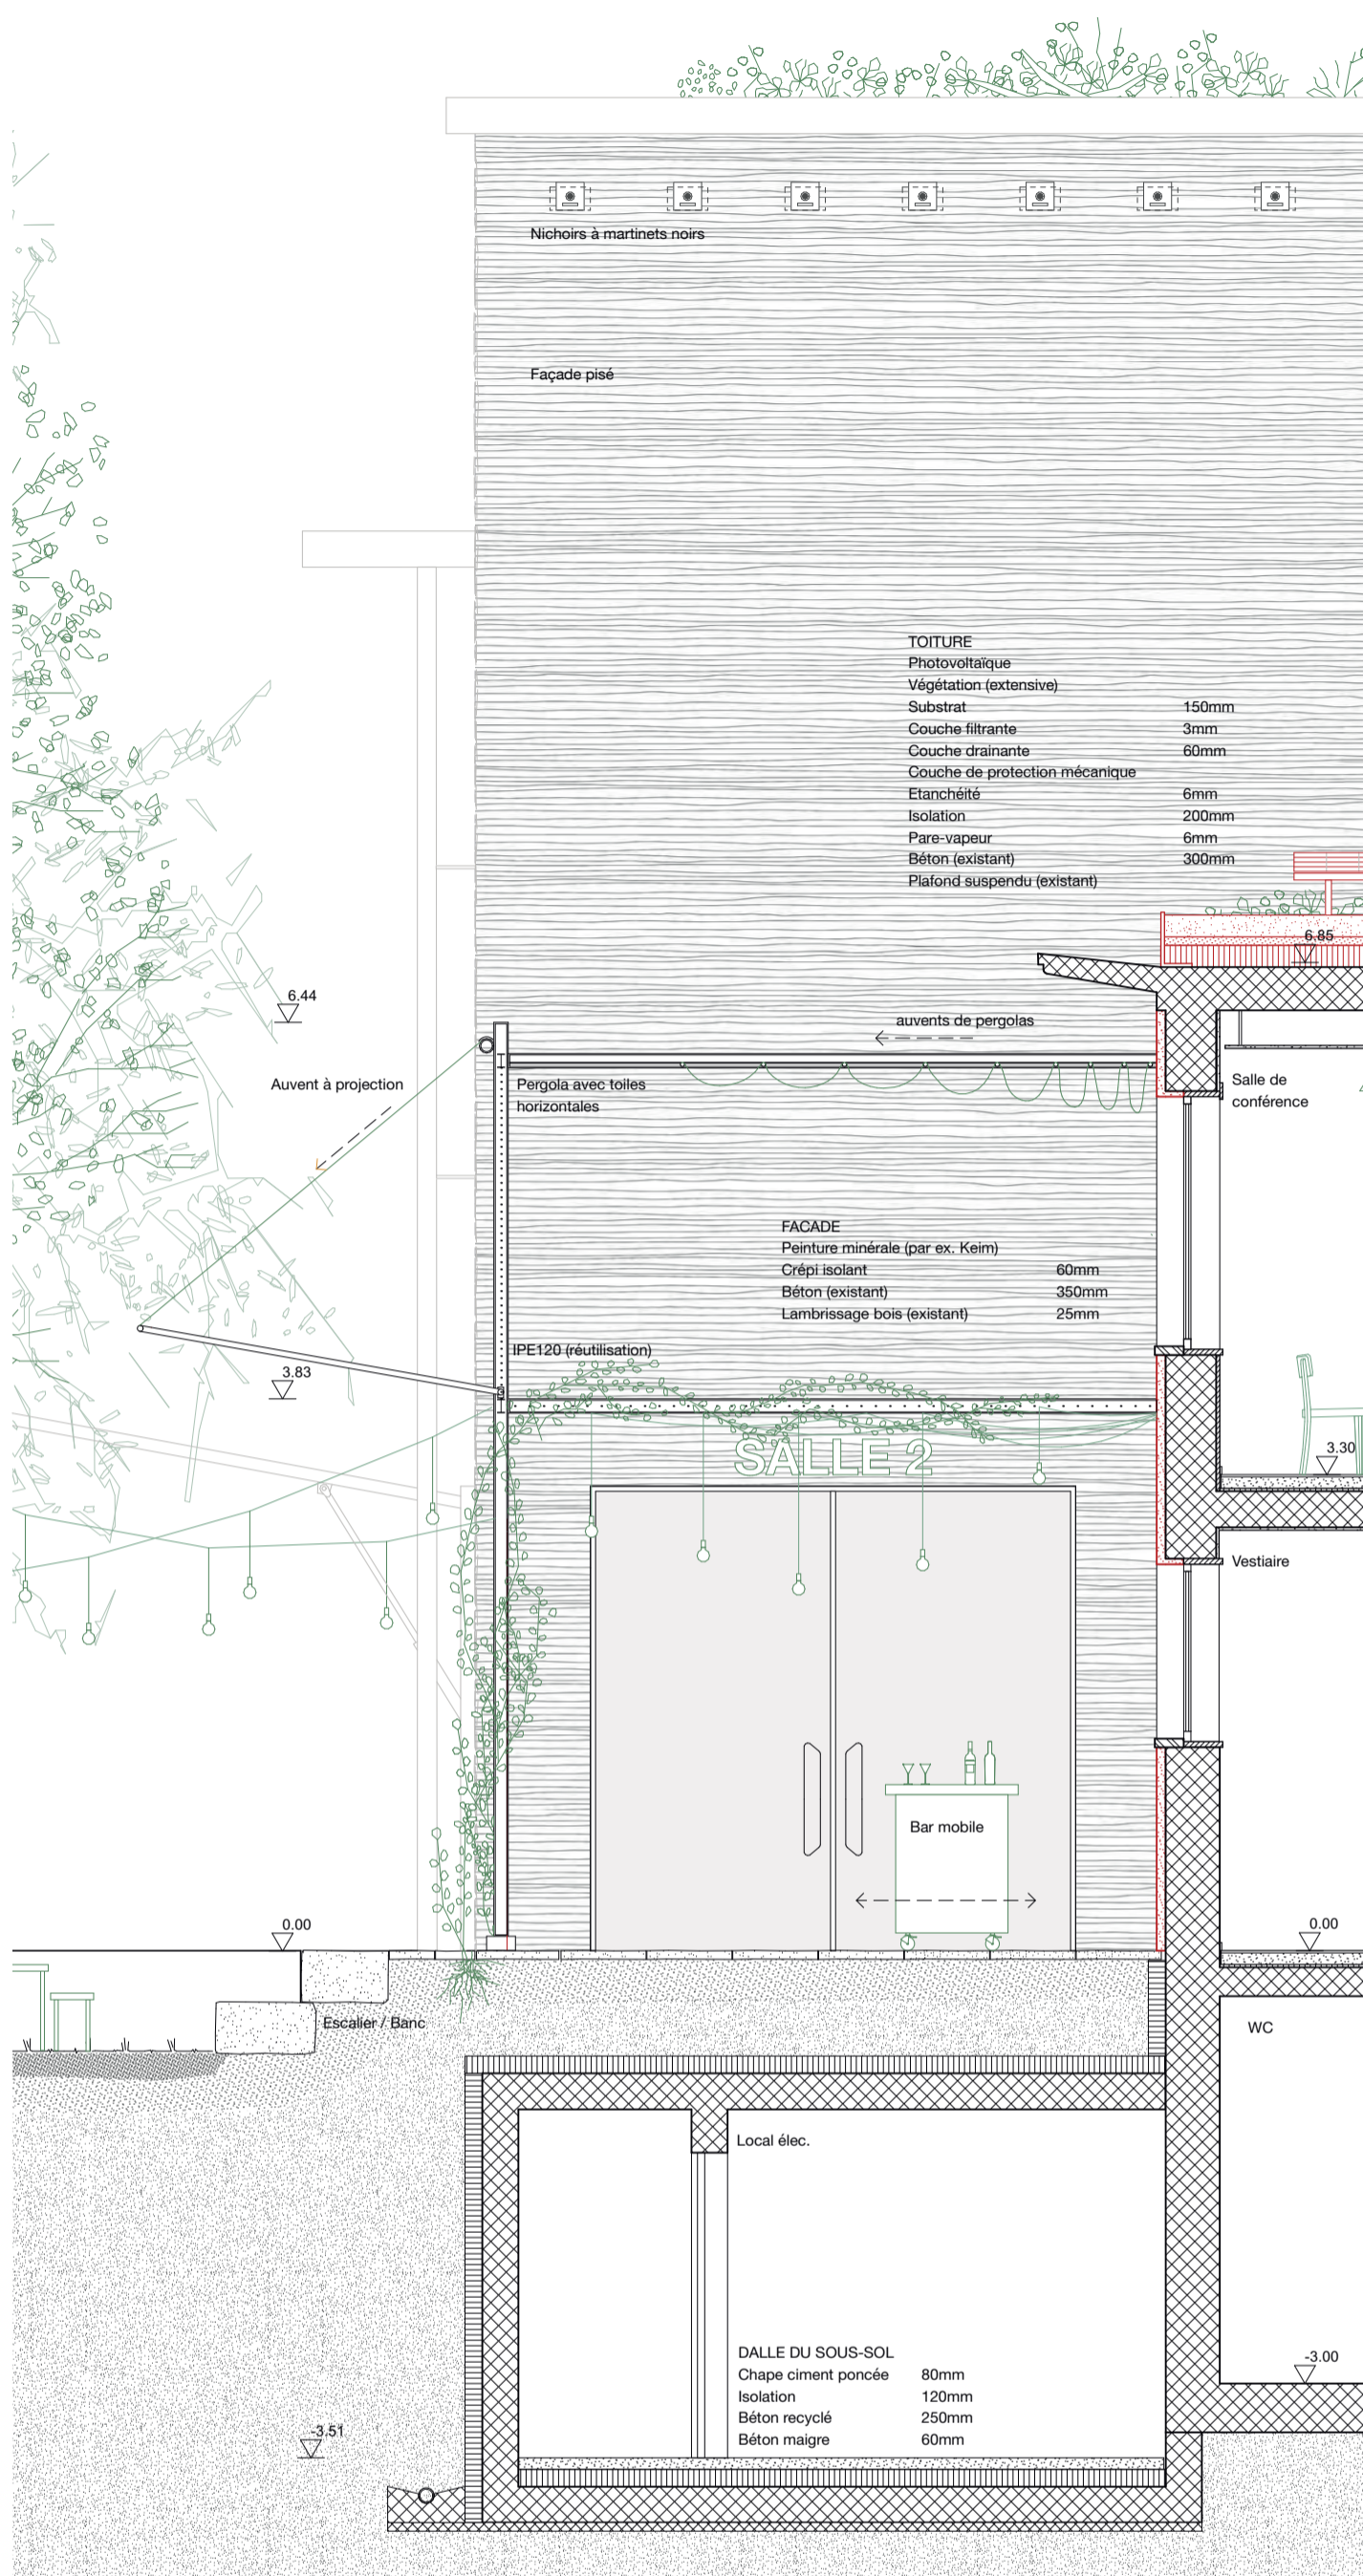 Nichoirs à martinets noirs
Façade pisé
TOITURE
Photovoltaïque
Végétation (extensive)
Substrat 150mm
Couche filtrante 3mm
Couche drainante 60mm
Couche de protection mécanique
Etanchéité 6mm
Isolation 200mm
Pare-vapeur 6mm
Béton (existant) 300mm
Plafond suspendu (existant)
6.85
6.44
auvents de pergolas
Auvent à projection
Pergola avec toiles
horizontales
Salle de
conférence
FACADE
Peinture minérale (par ex. Keim)
Crépi isolant 60mm
Béton (existant) 350mm
Lambrissage bois (existant) 25mm
IPE120 (réutilisation)
3.83
SALLE 2
3.30
Vestiaire
Bar mobile
0.00
0.00
Escalier / Banc
WC
Local élec.
DALLE DU SOUS-SOL
Chape ciment poncée 80mm
Isolation 120mm
Béton recyclé 250mm
Béton maigre 60mm
-3.00
-3.51